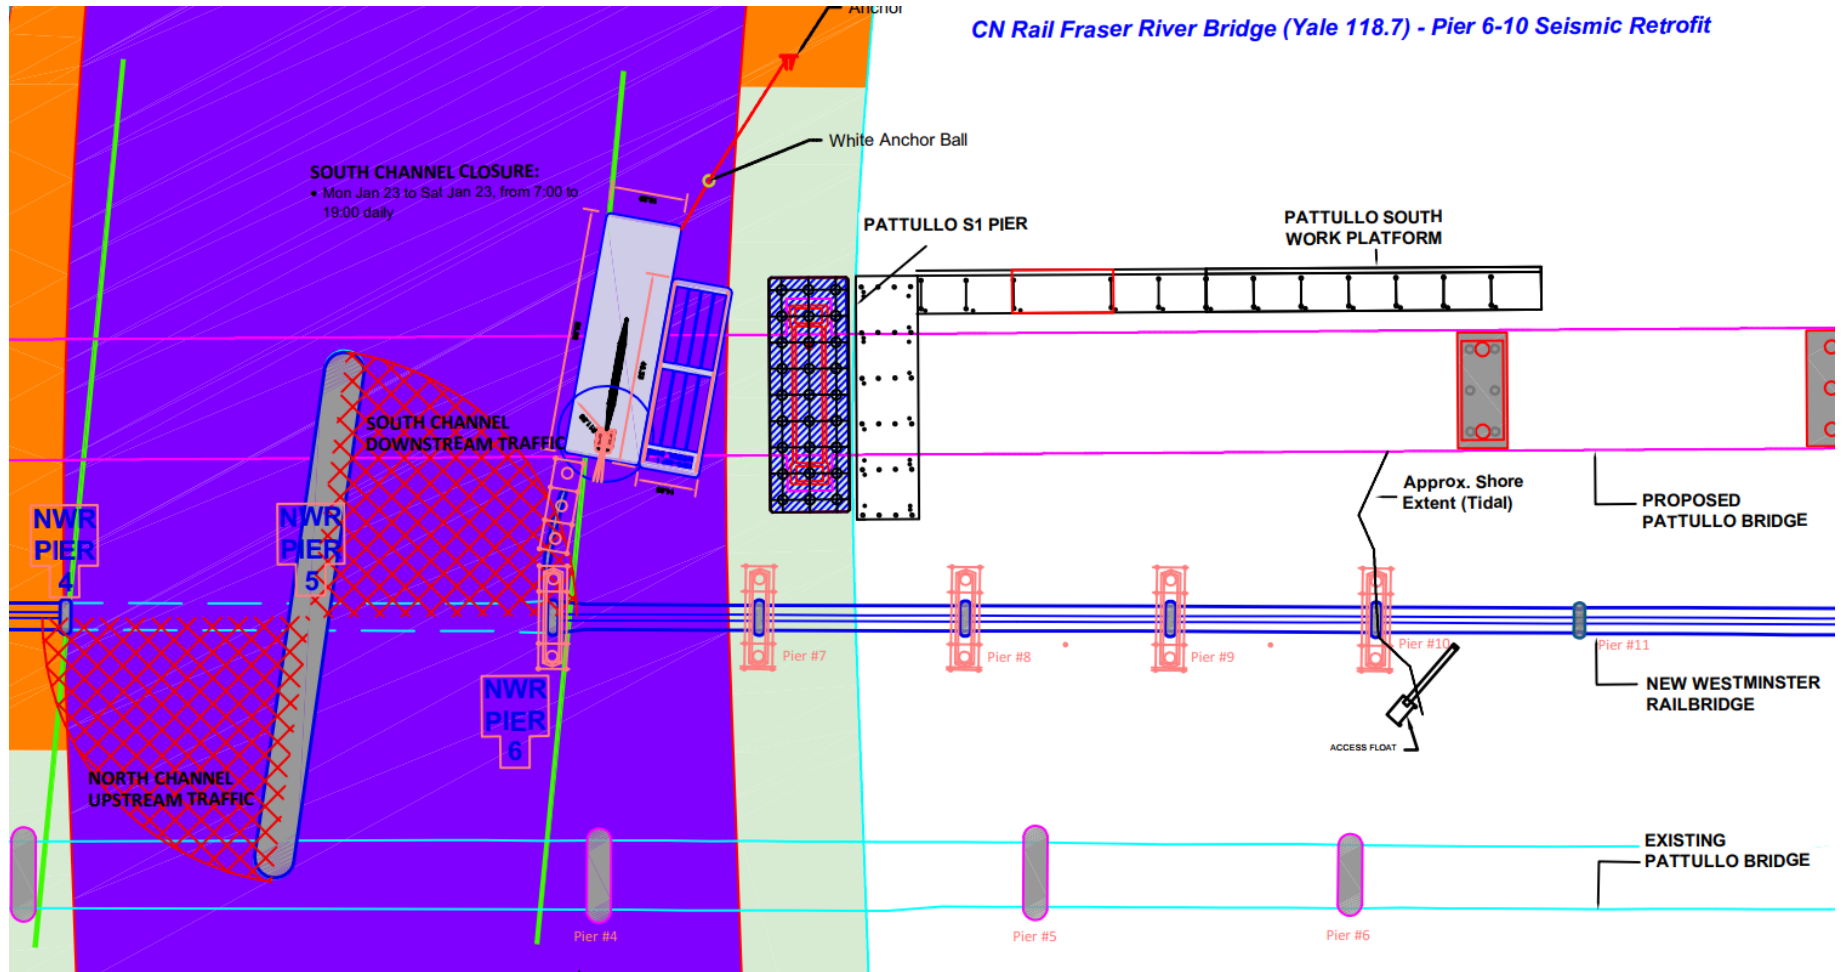 Anchor
CN Rail Fraser River Bridge (Yale 118.7) - Pier 6-10 Seismic Retrofit
White Anchor Ball
SOUTH CHANNEL CLOSURE:
• Mon Jan 23 to Sat Jan 23, from 7:00 to
19:00 daily
PATTULLO S1 PIER
PATTULLO SOUTH
WORK PLATFORM
SOUTH CHANNEL
DOWNSTREAM TRAFFIC
Approx. Shore
Extent (Tidal)
PROPOSED
PATTULLO BRIDGE
NWR
PIER
4
NWR
PIER
5
Pier #7
Pier #8
Pier #9
Pier #10
Pier #11
NWR
PIER
6
NEW WESTMINSTER
RAILBRIDGE
ACCESS FLOAT
NORTH CHANNEL
UPSTREAM TRAFFIC
EXISTING
PATTULLO BRIDGE
Pier #4
Pier #5
Pier #6